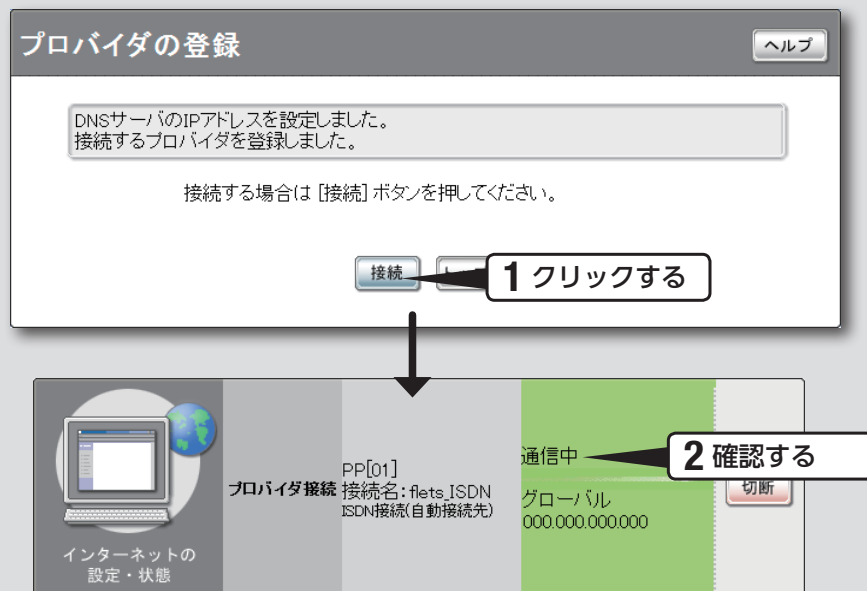 プロバイダの登録
ヘルプ
DNSサーバのIPアドレスを設定しました。
接続するプロバイダを登録しました。
接続する場合は [接続] ボタンを押してください。
接続
1 クリックする
インターネットの
設定・状態
プロバイダ接続
PP[01]
接続名:flets_ISDN
ISDN接続(自動接続先)
通信中
グローバル
000.000.000.000
2 確認する
切断